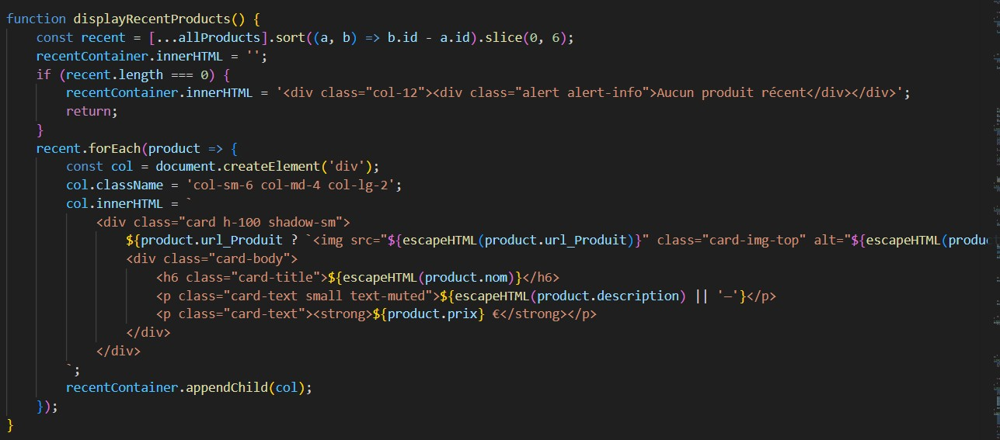 function displayRecentProducts() {
    const recent = [...allProducts].sort((a, b) => b.id - a.id).slice(0, 6);
    recentContainer.innerHTML = '';
    if (recent.length === 0) {
        recentContainer.innerHTML = '<div class="col-12"><div class="alert alert-info">Aucun produit récent</div></div>';
        return;
    }
    recent.forEach(product => {
        const col = document.createElement('div');
        col.className = 'col-sm-6 col-md-4 col-lg-2';
        col.innerHTML = `
            <div class="card h-100 shadow-sm">
                ${product.url_Produit ? `<img src="${escapeHTML(product.url_Produit)}" class="card-img-top" alt="${escapeHTML(produc
                <div class="card-body">
                    <h6 class="card-title">${escapeHTML(product.nom)}</h6>
                    <p class="card-text small text-muted">${escapeHTML(product.description) || '—'}</p>
                    <p class="card-text"><strong>${product.prix} €</strong></p>
                </div>
            </div>
        `;
        recentContainer.appendChild(col);
    });
}